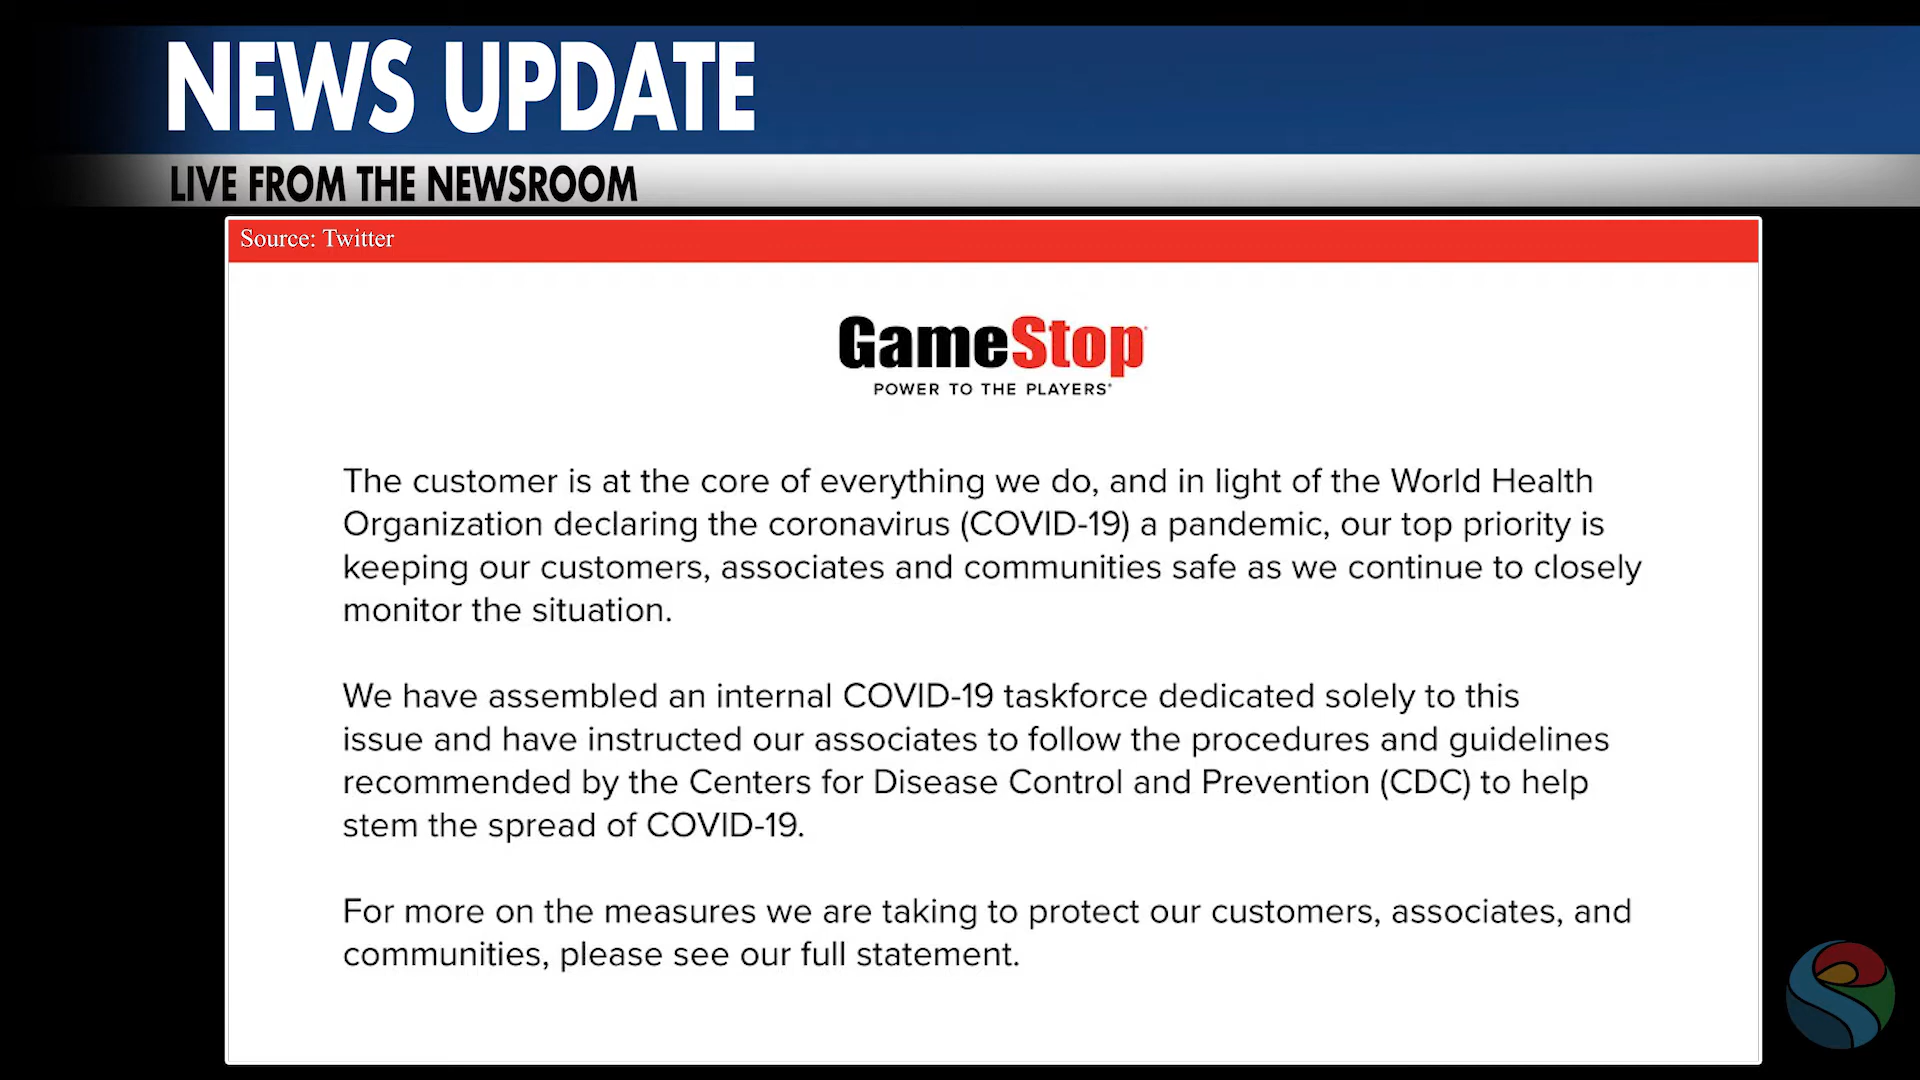 NEWS UPDATE
LIVE FROM THE NEWSROOM
Source: Twitter
GameStop
POWER TO THE PLAYERS®
The customer is at the core of everything we do, and in light of the World Health
Organization declaring the coronavirus (COVID-19) a pandemic, our top priority is
keeping our customers, associates and communities safe as we continue to closely
monitor the situation.
We have assembled an internal COVID-19 taskforce dedicated solely to this
issue and have instructed our associates to follow the procedures and guidelines
recommended by the Centers for Disease Control and Prevention (CDC) to help
stem the spread of COVID-19.
For more on the measures we are taking to protect our customers, associates, and
communities, please see our full statement.